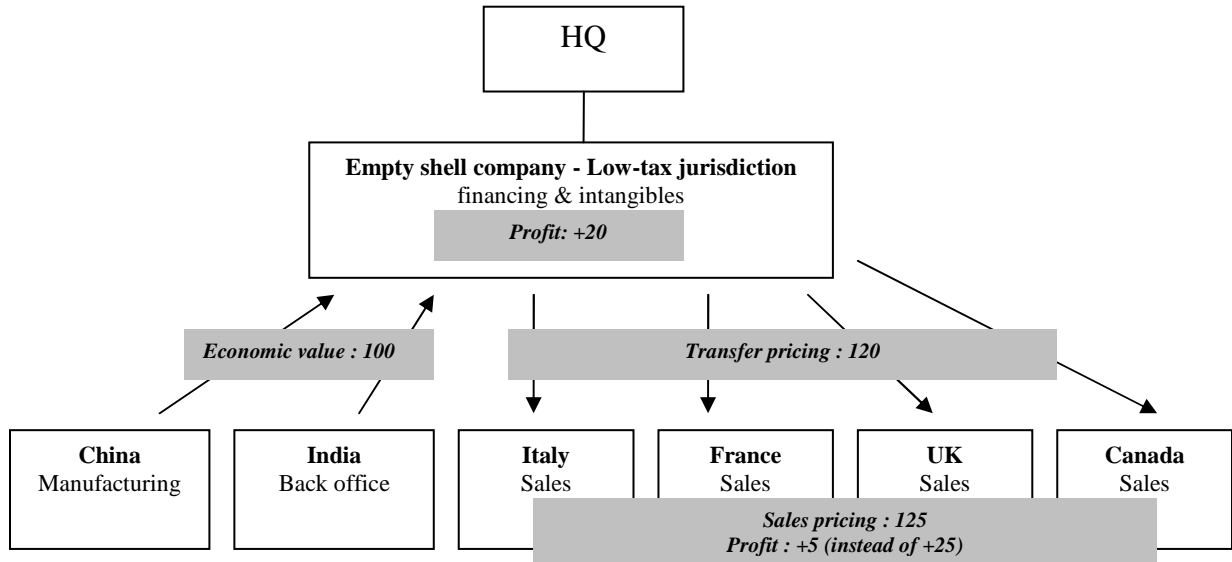 HQ
Empty shell company - Low-tax jurisdiction
financing & intangibles
Profit: +20
Economic value : 100
Transfer pricing : 120
China
Manufacturing
India
Back office
Italy
Sales
France
Sales
UK
Sales
Canada
Sales
Sales pricing : 125
Profit : +5 (instead of +25)